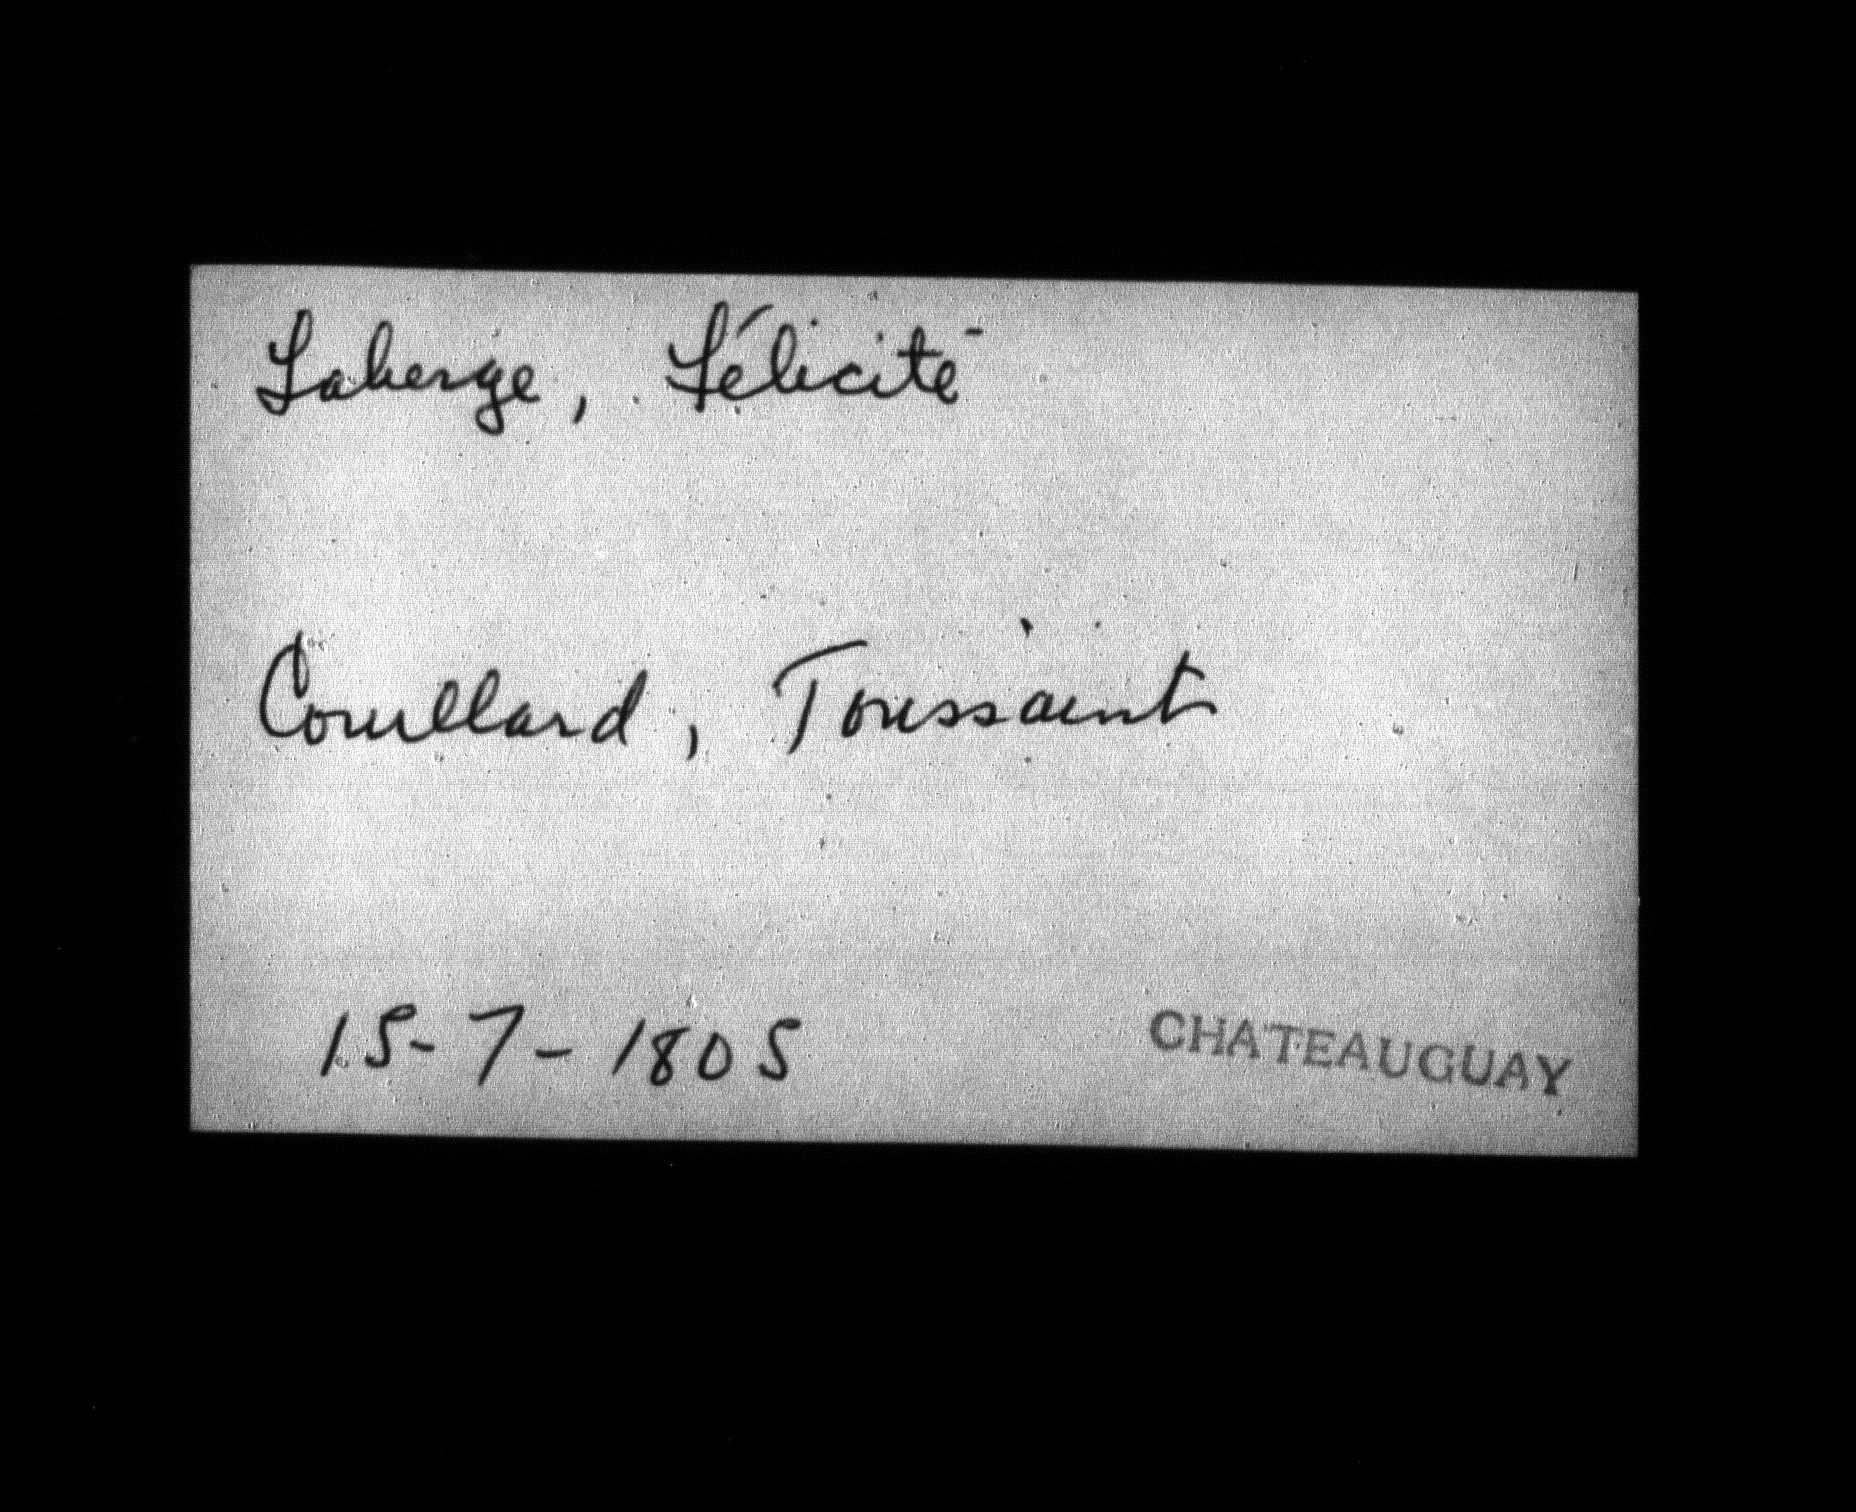 Laberge, Félicité
Couillard, Toussaint
15-7-1805
CHATEAUGUAY